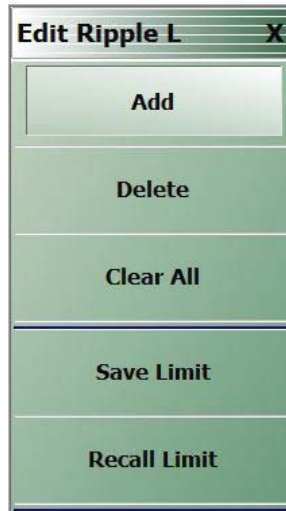 Edit Ripple L X
Add
Delete
Clear All
Save Limit
Recall Limit